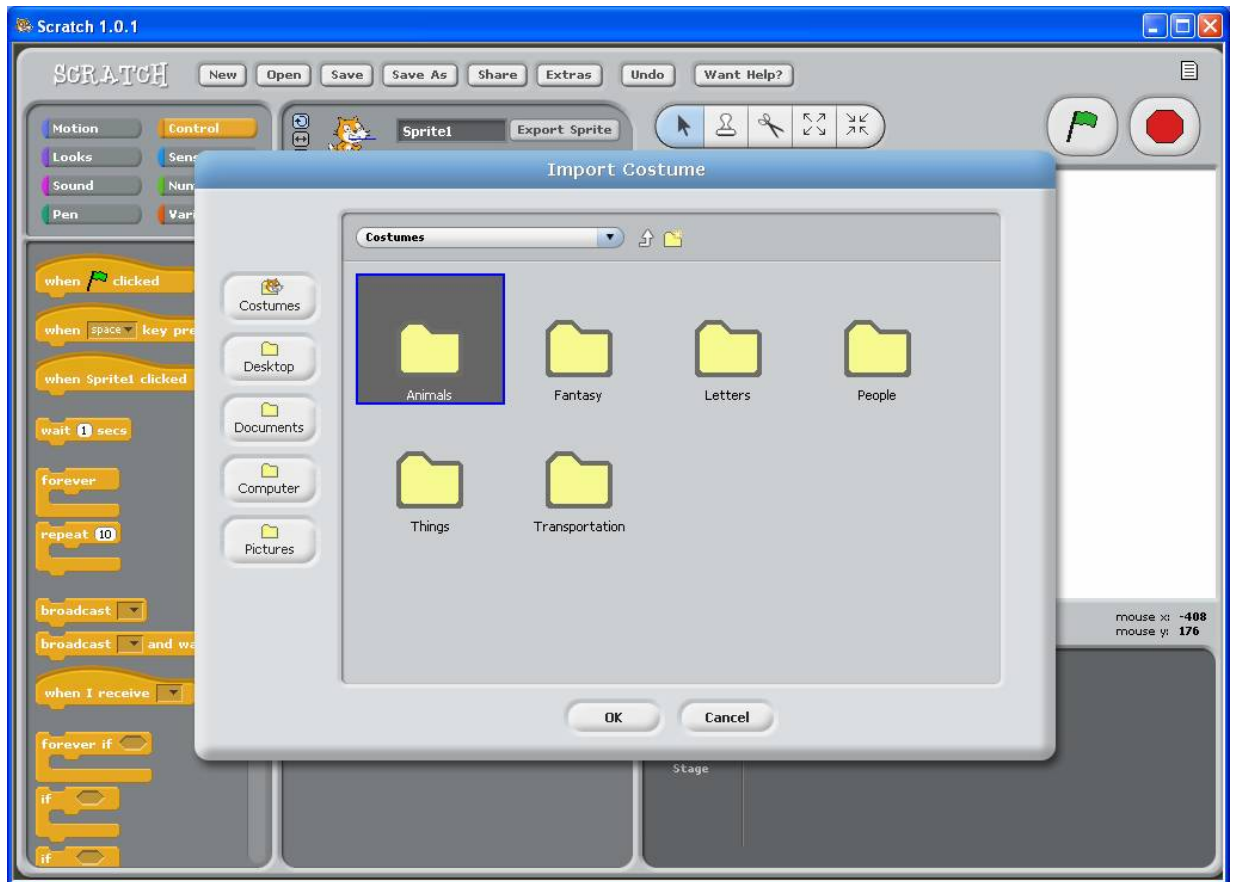 Scratch 1.0.1
SCRATCH New Open Save Save As Share Extras Undo Want Help?
Motion Control
Looks Sens
Sound Num
Pen Vari
Sprite1 Export Sprite
Import Costume
Costumes
Costumes
Desktop
Documents
Computer
Pictures
Animals Fantasy Letters People
Things Transportation
OK Cancel
when clicked
when space key pre
when Sprite1 clicked
wait 1 secs
forever
repeat 10
broadcast
broadcast and wa
when I receive
forever if
if
if
mouse x: -408
mouse y: 176
Stage